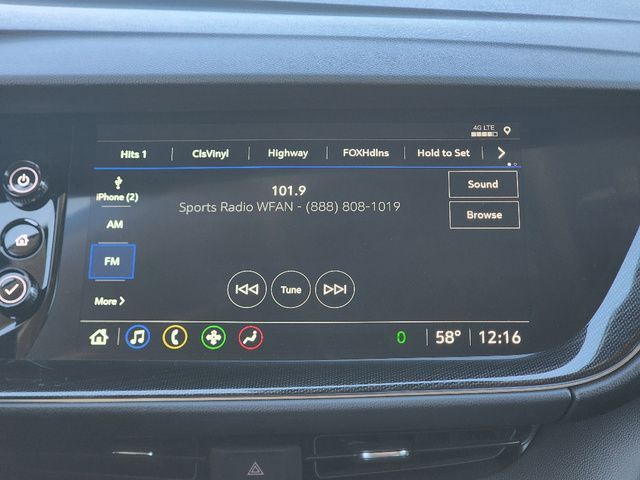 4G LTE
Hits 1 ClsVinyl Highway FOXHdlns Hold to Set
iPhone (2)
101.9
Sound
Sports Radio WFAN - (888) 808-1019
Browse
AM
FM
Tune
More
0 58° 12:16